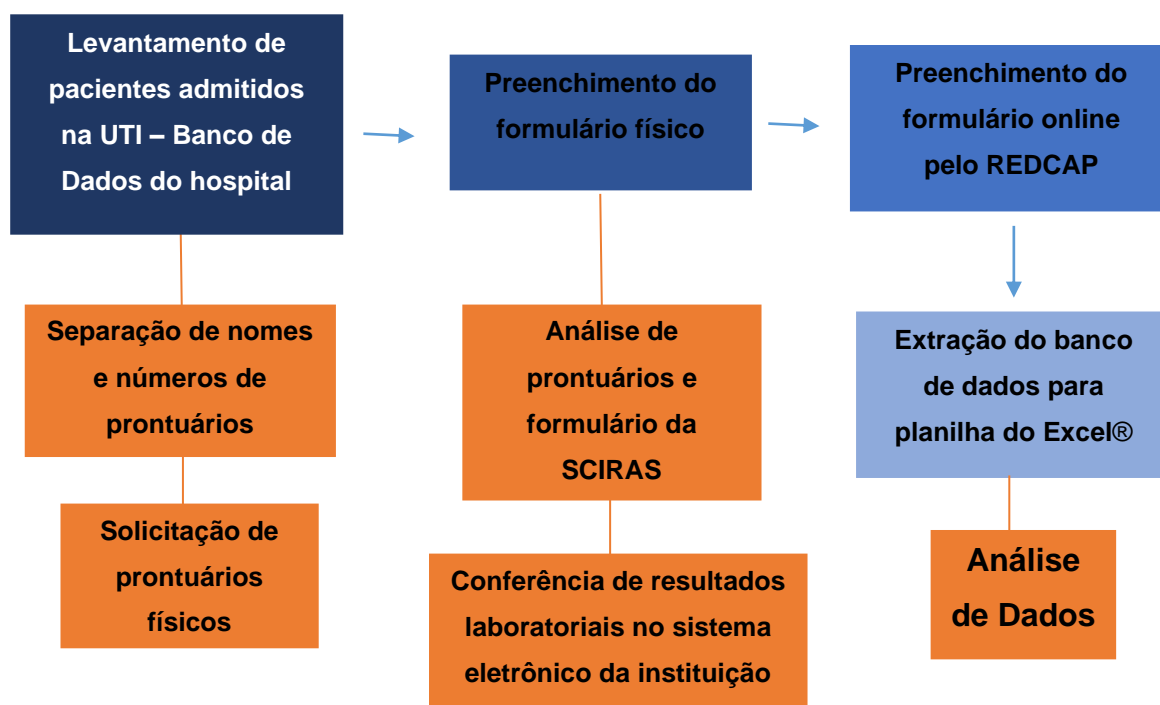 Levantamento de
pacientes admitidos
na UTI – Banco de
Dados do hospital
Preenchimento do
formulário físico
Preenchimento do
formulário online
pelo REDCAP
Separação de nomes
e números de
prontuários
Análise de
prontuários e
formulário da
SCIRAS
Extração do banco
de dados para
planilha do Excel®
Solicitação de
prontuários
físicos
Conferência de resultados
laboratoriais no sistema
eletrônico da instituição
Análise
de Dados